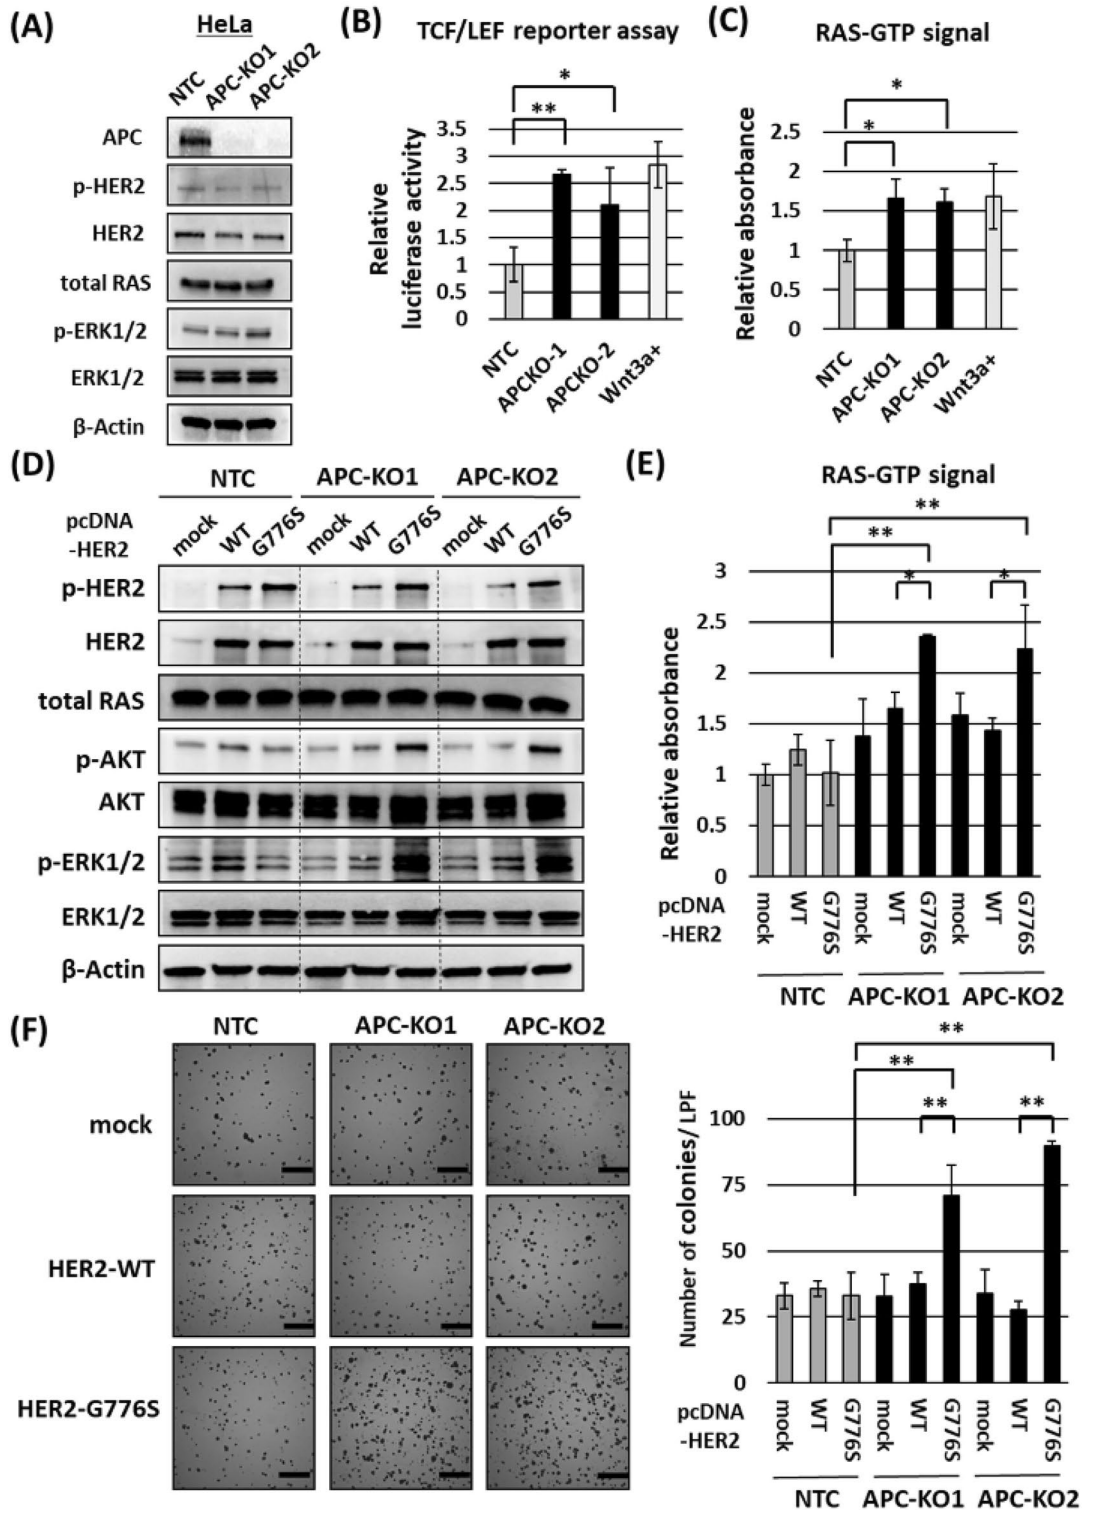 (A)
HeLa
NTC
APC-KO1
APC-KO2
APC
p-HER2
HER2
total RAS
p-ERK1/2
ERK1/2
β-Actin
(B)
TCF/LEF reporter assay
*
**
Relative
luciferase activity
3.5
3
2.5
2
1.5
1
0.5
0
NTC
APCKO-1
APCKO-2
Wnt3a+
(C)
RAS-GTP signal
*
*
Relative absorbance
2.5
2
1.5
1
0.5
0
NTC
APC-KO1
APC-KO2
Wnt3a+
(D)
NTC APC-KO1 APC-KO2
pcDNA
-HER2
mock WT G776S mock WT G776S mock WT G776S
p-HER2
HER2
total RAS
p-AKT
AKT
p-ERK1/2
ERK1/2
β-Actin
(E)
RAS-GTP signal
**
**
* *
Relative absorbance
3
2.5
2
1.5
1
0.5
0
pcDNA
-HER2
mock WT G776S mock WT G776S mock WT G776S
NTC APC-KO1 APC-KO2
(F)
NTC APC-KO1 APC-KO2
mock
HER2-WT
HER2-G776S
**
**
** **
Number of colonies/ LPF
100
75
50
25
0
pcDNA
-HER2
mock WT G776S mock WT G776S mock WT G776S
NTC APC-KO1 APC-KO2